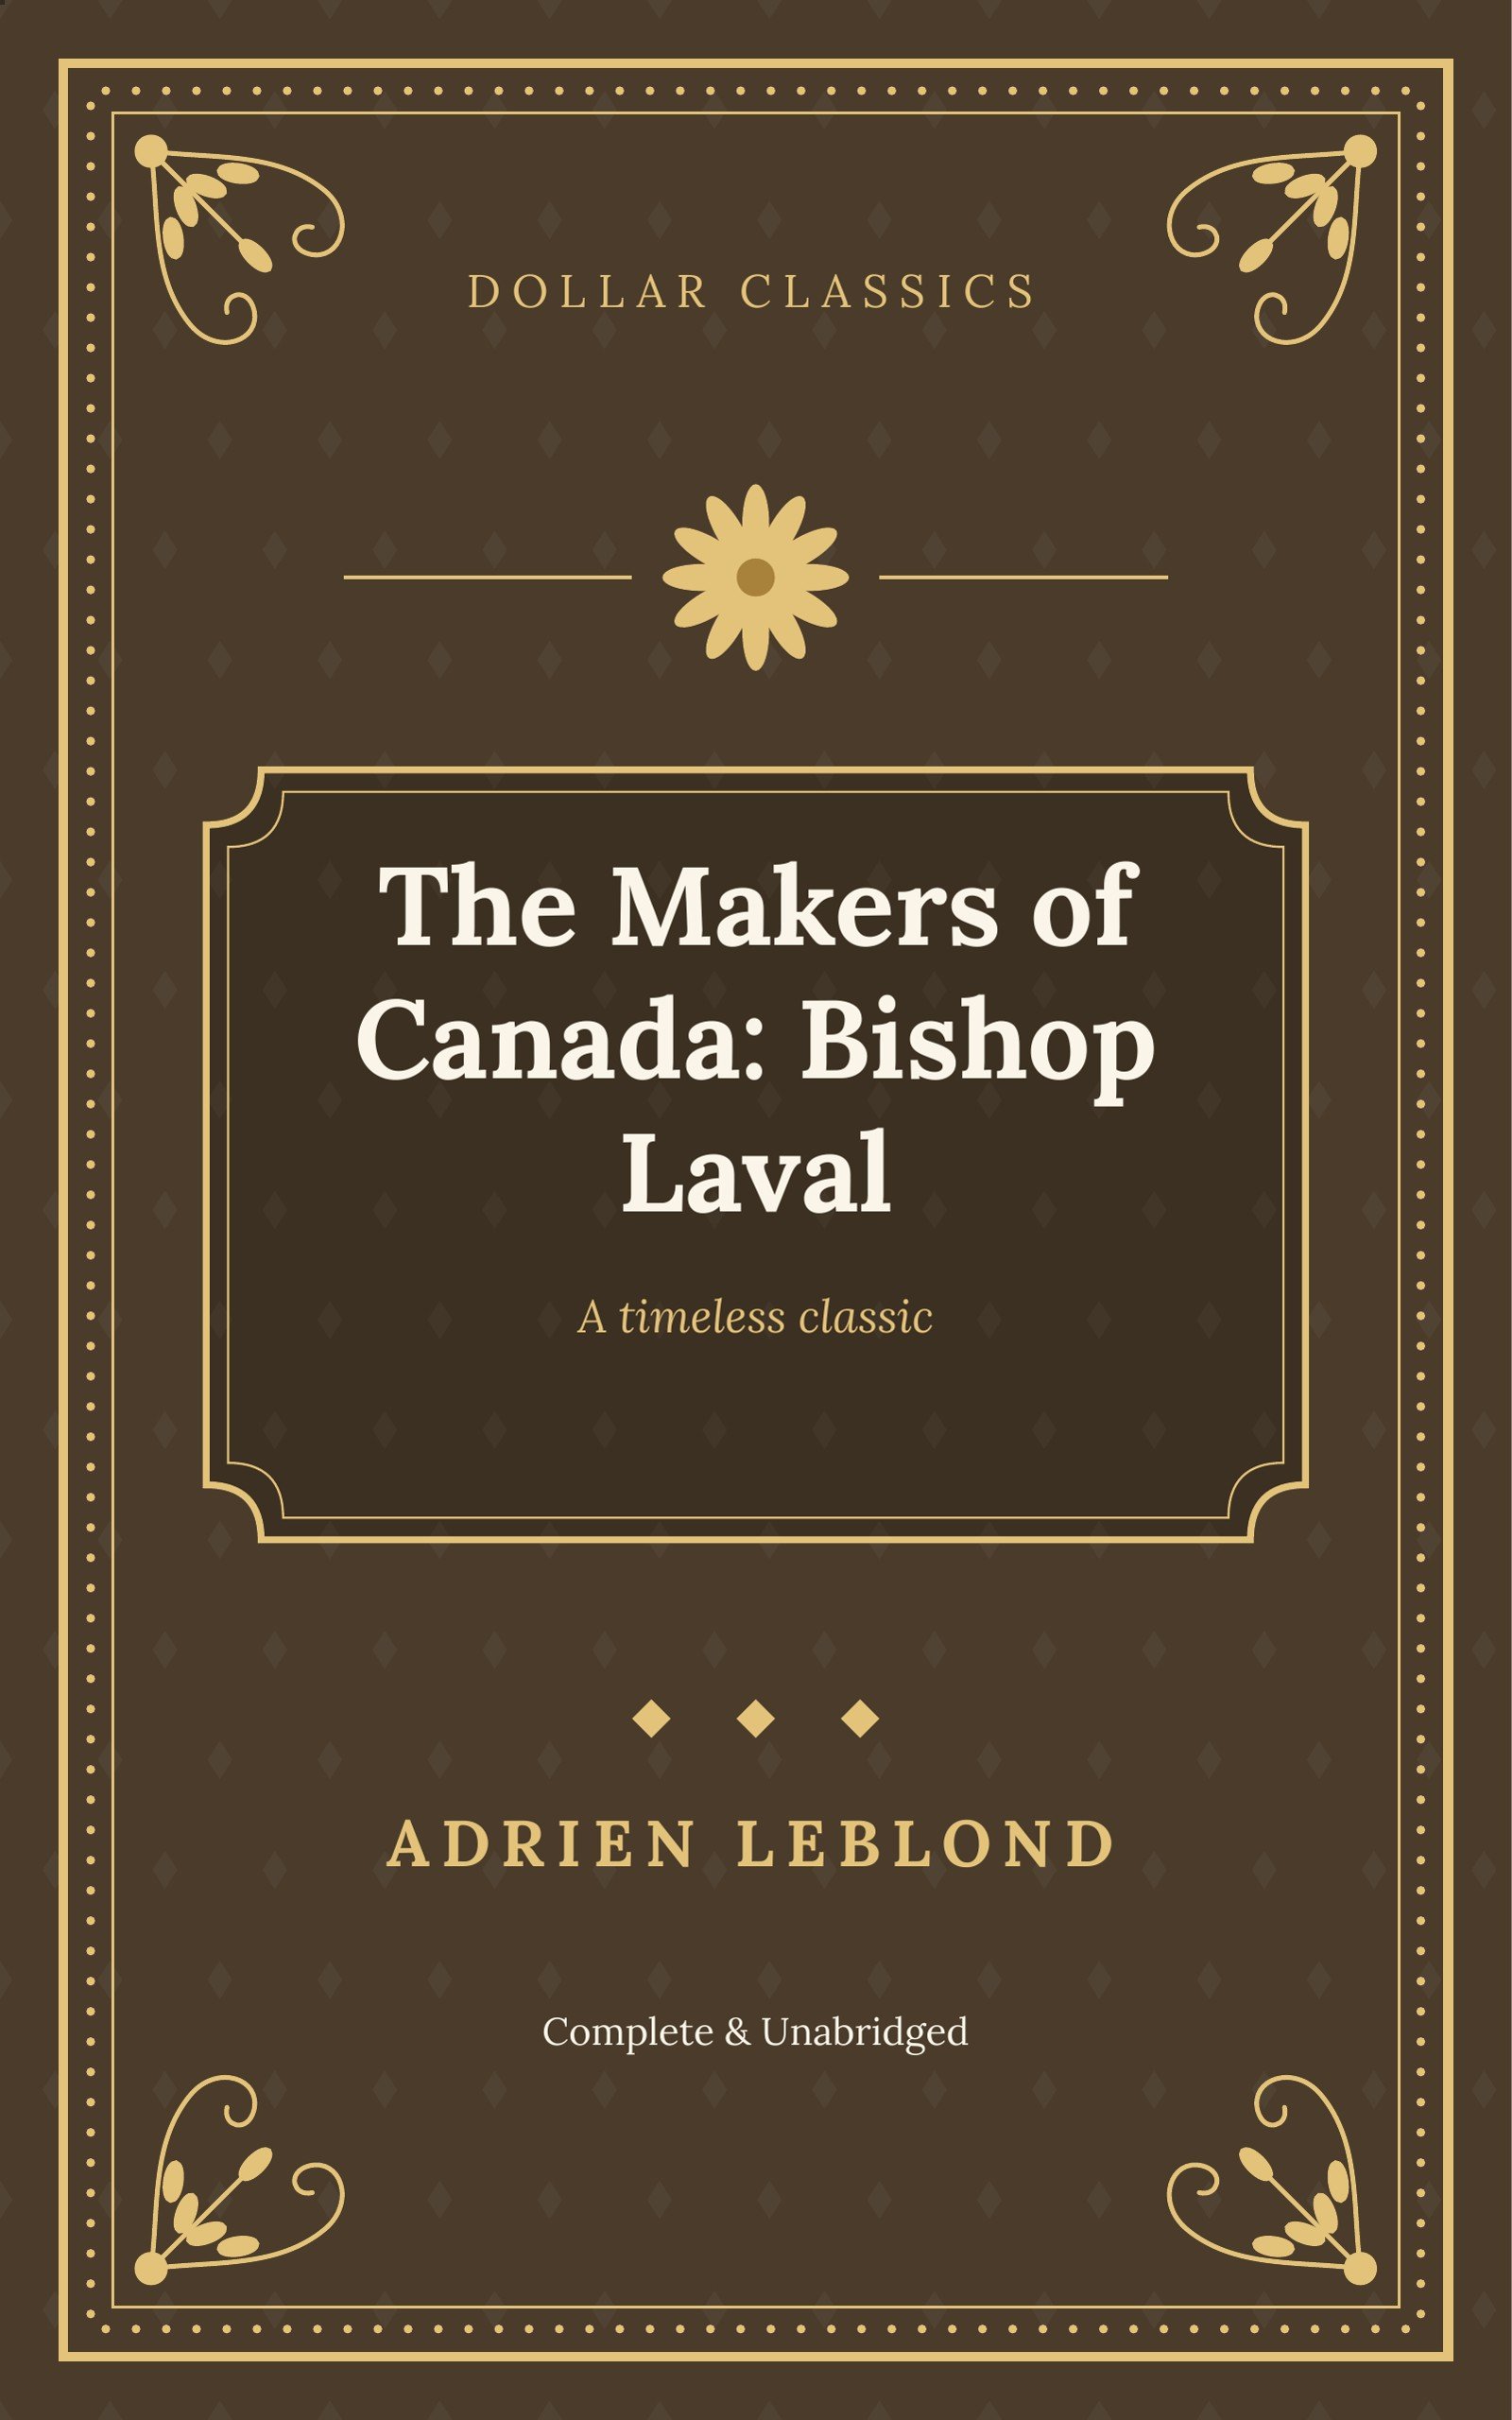 DOLLAR CLASSICS
The Makers of
Canada: Bishop
Laval
A timeless classic
ADRIEN LEBLOND
Complete & Unabridged